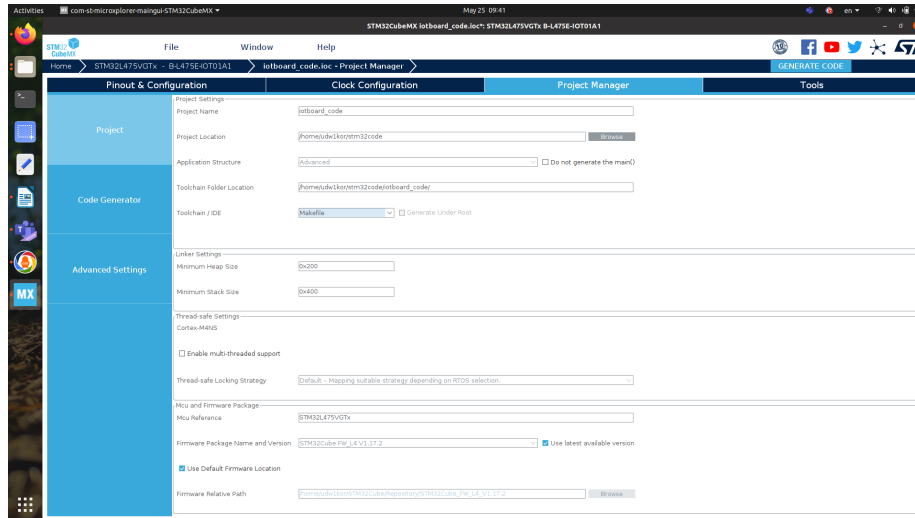 Activities com-st-microxplorer-maingui-STM32CubeMX May 25 09:41 en
STM32CubeMX iotboard_code.ioc*: STM32L475VGTx B-L475E-IOT01A1
STM32 CubeMX File Window Help
Home STM32L475VGTx - B-L475E-IOT01A1 iotboard_code.ioc - Project Manager GENERATE CODE
Pinout & Configuration Clock Configuration Project Manager Tools
Project
Code Generator
Advanced Settings
Project Settings
Project Name iotboard_code
Project Location /home/udw1kor/stm32code Browse
Application Structure Advanced Do not generate the main()
Toolchain Folder Location /home/udw1kor/stm32code/iotboard_code/
Toolchain / IDE Makefile Generate Under Root
Linker Settings
Minimum Heap Size 0x200
Minimum Stack Size 0x400
Thread-safe Settings
Cortex-M4NS
Enable multi-threaded support
Thread-safe Locking Strategy Default - Mapping suitable strategy depending on RTOS selection.
Mcu and Firmware Package
Mcu Reference STM32L475VGTx
Firmware Package Name and Version STM32Cube FW_L4 V1.17.2 Use latest available version
Use Default Firmware Location
Firmware Relative Path /home/udw1kor/STM32Cube/Repository/STM32Cube_FW_L4_V1.17.2 Browse
MX